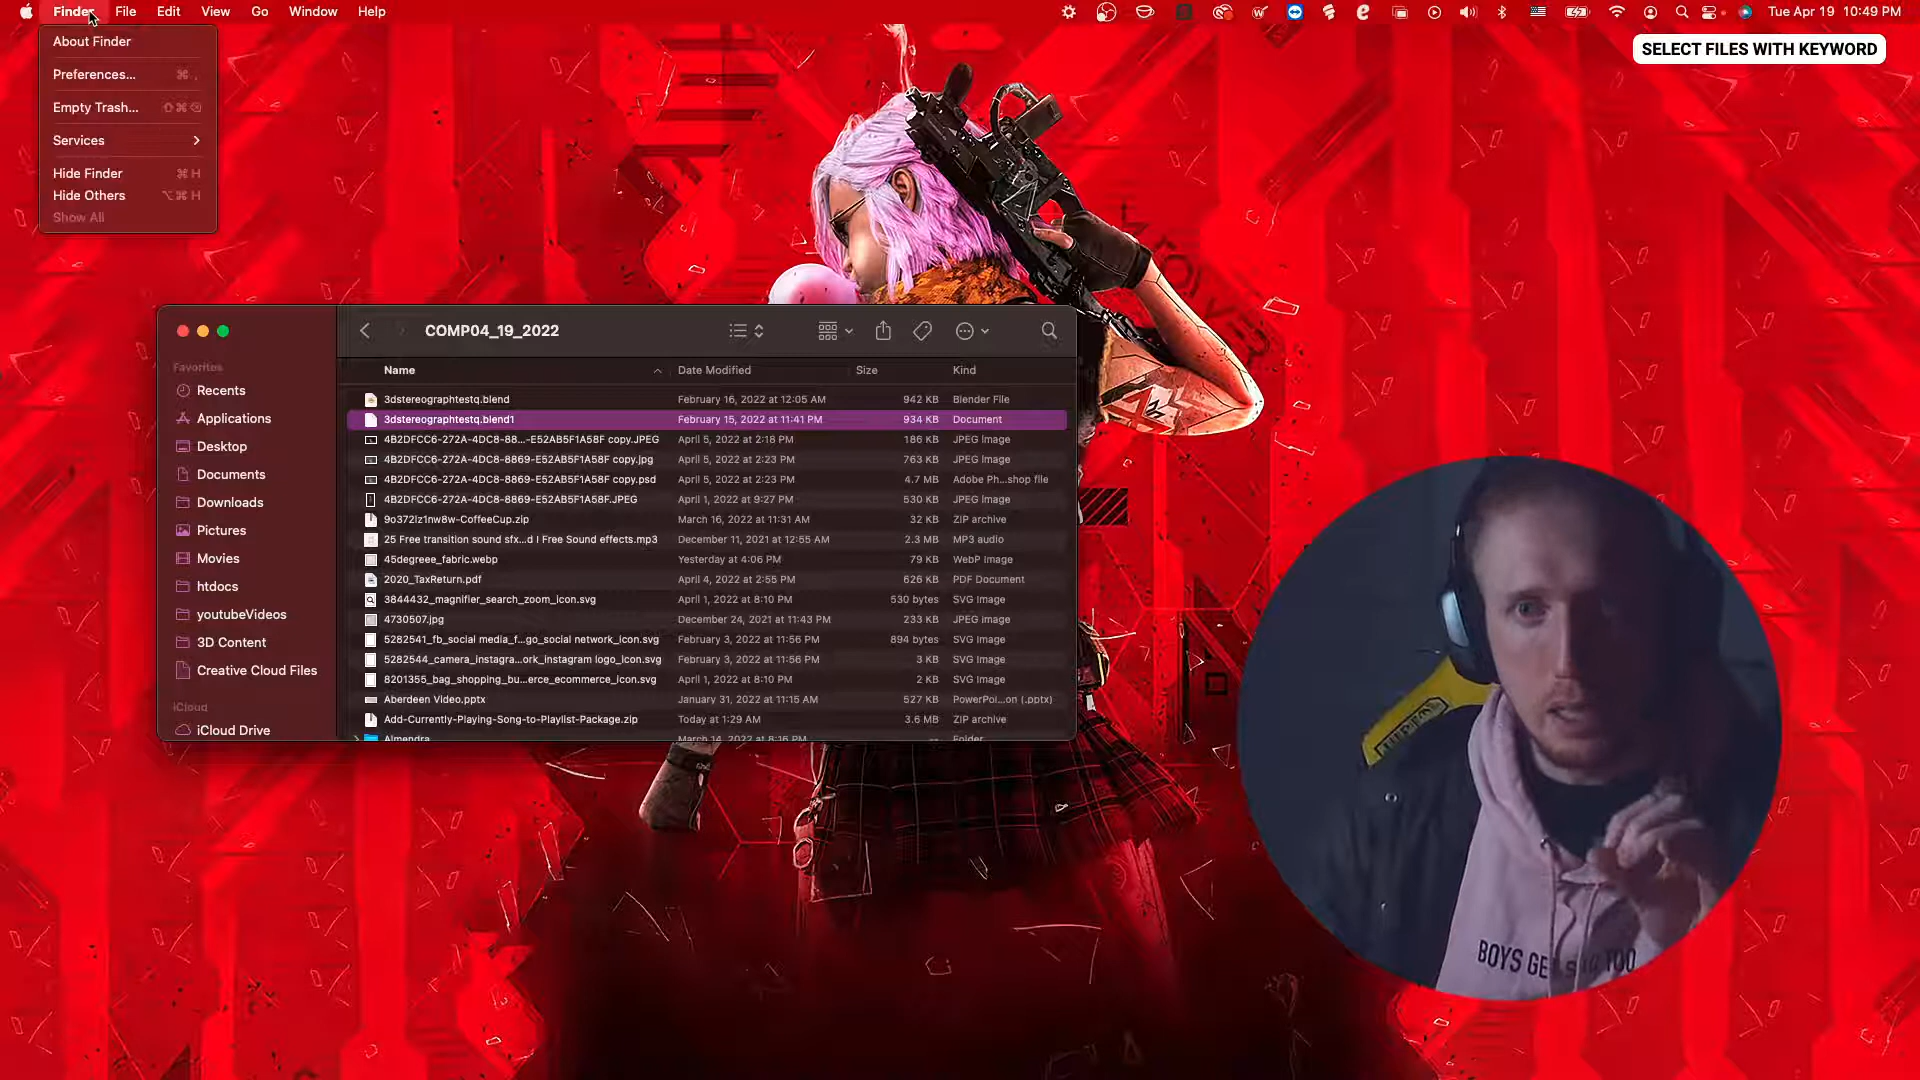 Finder File Edit View Go Window Help
Tue Apr 19 10:49 PM
SELECT FILES WITH KEYWORD
About Finder
Preferences... ⌘ ,
Empty Trash... ⇧⌘⌫
Services
Hide Finder ⌘ H
Hide Others ⌥⌘ H
Show All
COMP04_19_2022
Favorites
Recents
Applications
Desktop
Documents
Downloads
Pictures
Movies
htdocs
youtubeVideos
3D Content
Creative Cloud Files
iCloud
iCloud Drive
Name Date Modified Size Kind
3dstereographtestq.blend February 16, 2022 at 12:05 AM 942 KB Blender File
3dstereographtestq.blend1 February 15, 2022 at 11:41 PM 934 KB Document
4B2DFCC6-272A-4DC8-88...-E52AB5F1A58F copy.JPEG April 5, 2022 at 2:18 PM 186 KB JPEG image
4B2DFCC6-272A-4DC8-8869-E52AB5F1A58F copy.jpg April 5, 2022 at 2:23 PM 763 KB JPEG image
4B2DFCC6-272A-4DC8-8869-E52AB5F1A58F copy.psd April 5, 2022 at 2:23 PM 4.7 MB Adobe Ph...shop file
4B2DFCC6-272A-4DC8-8869-E52AB5F1A58F.JPEG April 1, 2022 at 9:27 PM 530 KB JPEG image
9o372lz1nw8w-CoffeeCup.zip March 16, 2022 at 11:31 AM 32 KB ZIP archive
25 Free transition sound sfx...d I Free Sound effects.mp3 December 11, 2021 at 12:55 AM 2.3 MB MP3 audio
45degreee_fabric.webp Yesterday at 4:06 PM 79 KB WebP Image
2020_TaxReturn.pdf April 4, 2022 at 2:55 PM 626 KB PDF Document
3844432_magnifier_search_zoom_icon.svg April 1, 2022 at 8:10 PM 530 bytes SVG image
4730507.jpg December 24, 2021 at 11:43 PM 233 KB JPEG image
5282541_fb_social media_f...go_social network_icon.svg February 3, 2022 at 11:56 PM 894 bytes SVG image
5282544_camera_instagra...ork_instagram logo_icon.svg February 3, 2022 at 11:56 PM 3 KB SVG image
8201355_bag_shopping_bu...erce_ecommerce_icon.svg April 1, 2022 at 8:10 PM 2 KB SVG image
Aberdeen Video.pptx January 31, 2022 at 11:15 AM 527 KB PowerPoi...on (.pptx)
Add-Currently-Playing-Song-to-Playlist-Package.zip Today at 1:29 AM 3.6 MB ZIP archive
Almendra March 14, 2022 at 8:16 PM -- Folder
BOYS GE TOO